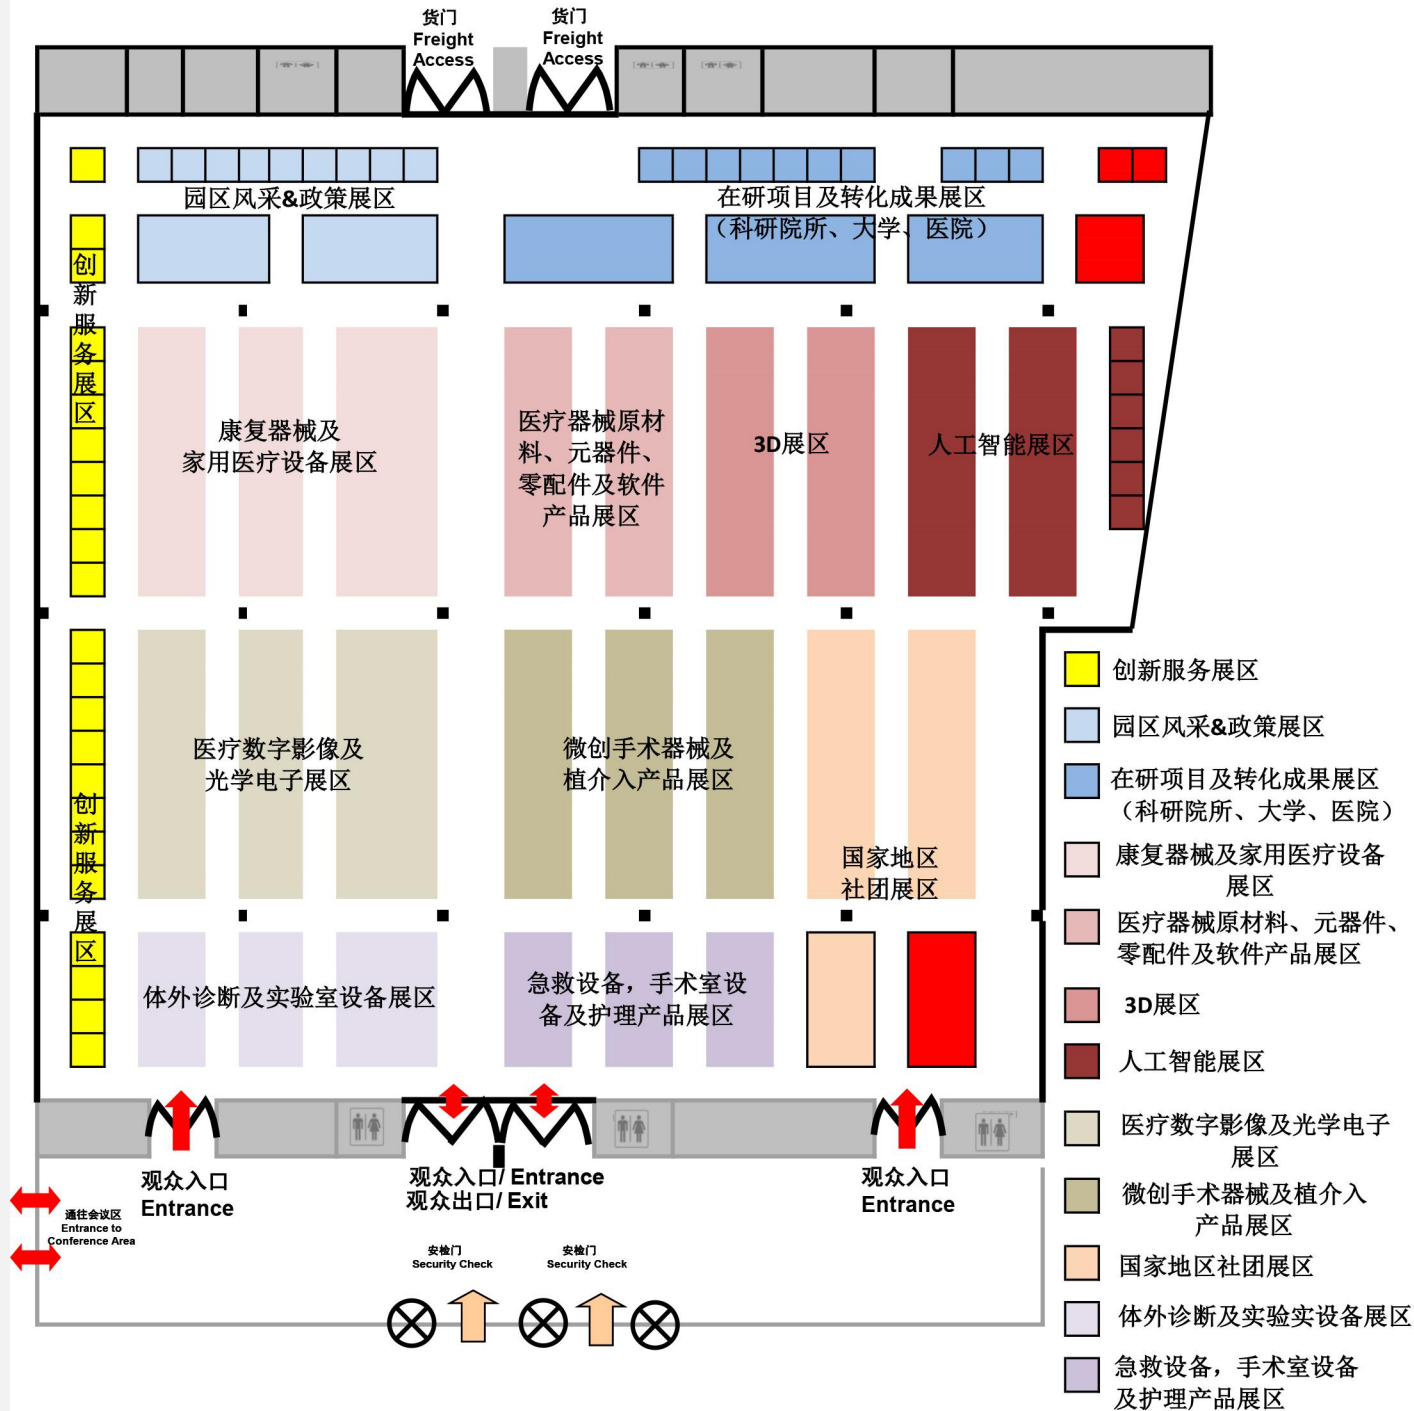 货门
Freight
Access
货门
Freight
Access
园区风采&政策展区
在研项目及转化成果展区
（科研院所、大学、医院）
创
新
服
务
展
区
康复器械及
家用医疗设备展区
医疗器械原材
料、元器件、
零配件及软件
产品展区
3D展区
人工智能展区
医疗数字影像及
光学电子展区
微创手术器械及
植介入产品展区
国家地区
社团展区
创
新
服
务
展
区
体外诊断及实验室设备展区
急救设备，手术室设
备及护理产品展区
观众入口
Entrance
观众入口/ Entrance
观众出口/ Exit
观众入口
Entrance
通往会议区
Entrance to
Conference Area
安检门
Security Check
安检门
Security Check
创新服务展区
园区风采&政策展区
在研项目及转化成果展区
（科研院所、大学、医院）
康复器械及家用医疗设备
展区
医疗器械原材料、元器件、
零配件及软件产品展区
3D展区
人工智能展区
医疗数字影像及光学电子
展区
微创手术器械及植介入
产品展区
国家地区社团展区
体外诊断及实验实设备展区
急救设备，手术室设备
及护理产品展区